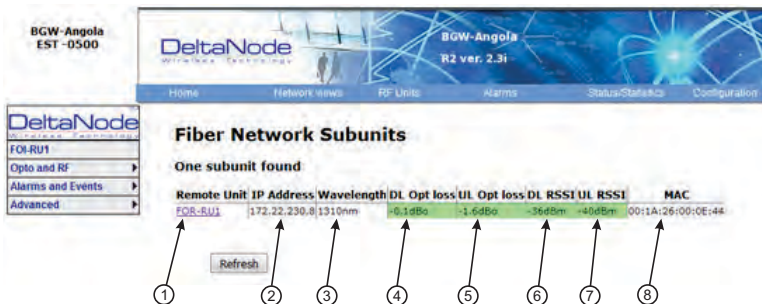 BGW-Angola
EST -0500
DeltaNode
Wireless Technology
BGW-Angola
R2 ver. 2.3i
Home Network views RF Units Alarms Status/Statistics Configuration
DeltaNode
Wireless Technology
FOI-RU1
Opto and RF
Alarms and Events
Advanced
Fiber Network Subunits
One subunit found
Remote Unit IP Address Wavelength DL Opt loss UL Opt loss DL RSSI UL RSSI MAC
FOR-RU1 172.22.230.8 1310nm -0.1dBo -1.6dBo -36dBm -40dBm 00:1A:26:00:0E:44
Refresh
1 2 3 4 5 6 7 8